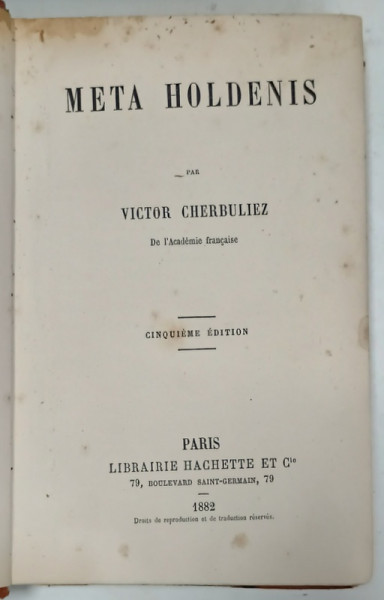 META HOLDENIS
PAR
VICTOR CHERBULIEZ
De l'Académie française
CINQUIÈME ÉDITION
PARIS
LIBRAIRIE HACHETTE ET Cie
79, BOULEVARD SAINT-GERMAIN, 79
1882
Droits de reproduction et de traduction réservés.